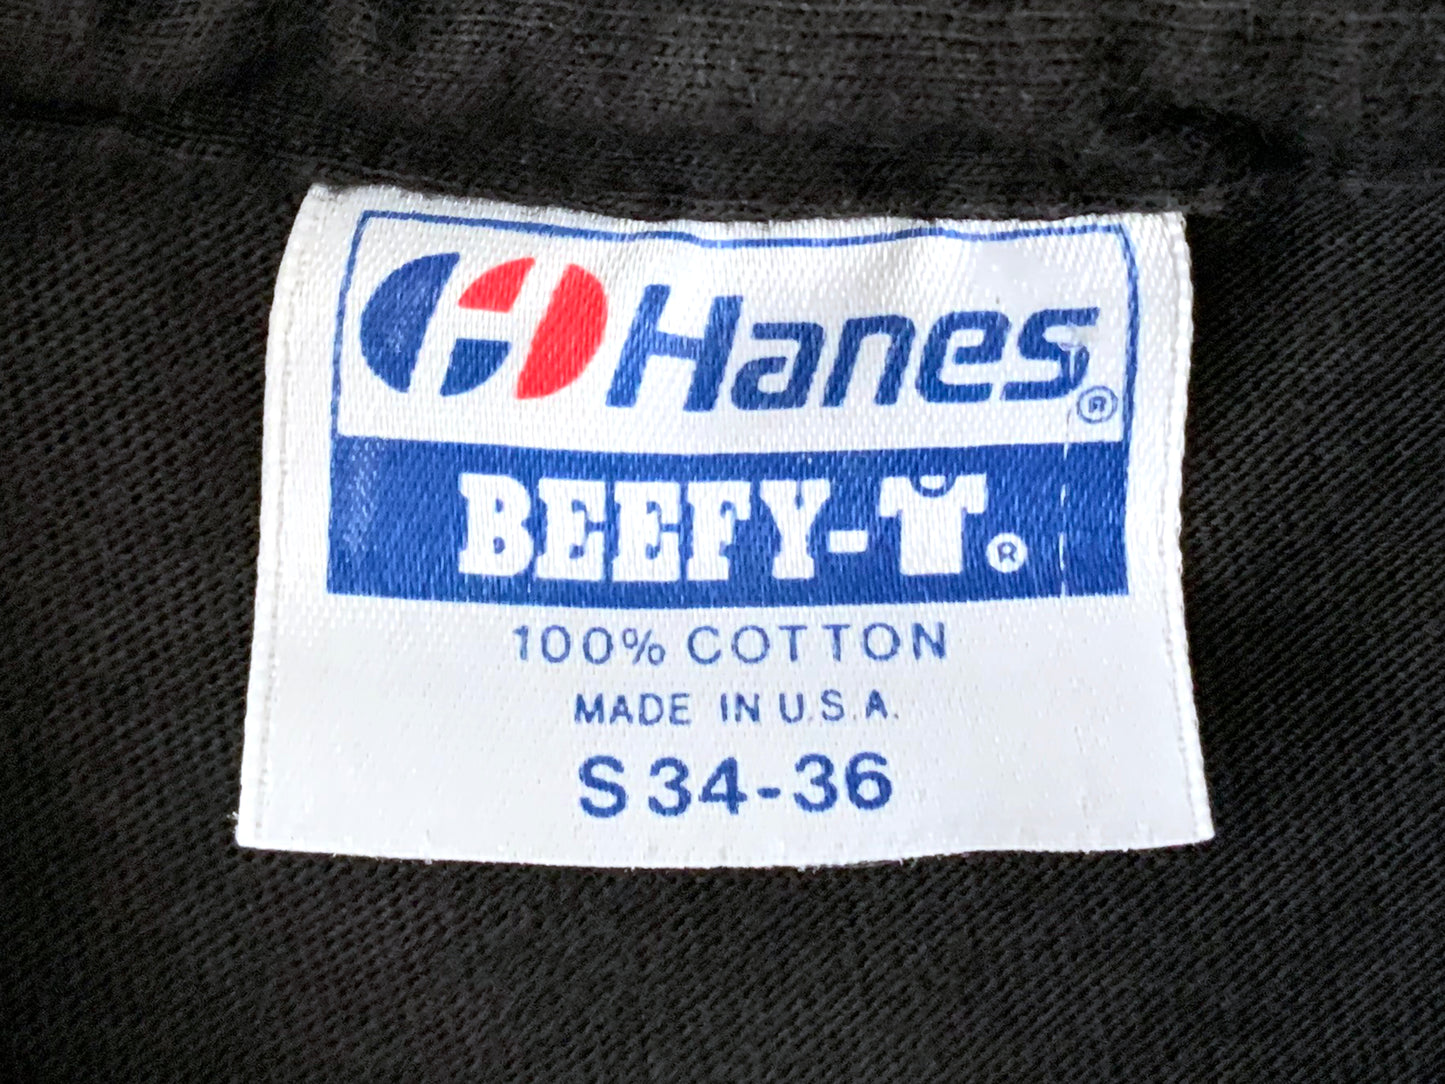 Hanes®
BEEFY-T®
100% COTTON
MADE IN U.S.A.
S 34-36